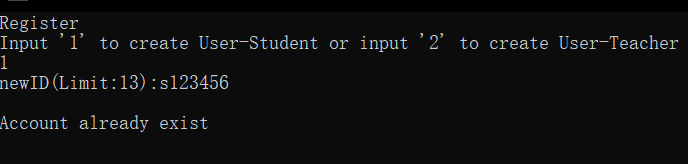 Register
Input '1' to create User-Student or input '2' to create User-Teacher
1
newID(Limit:13):s123456
Account already exist